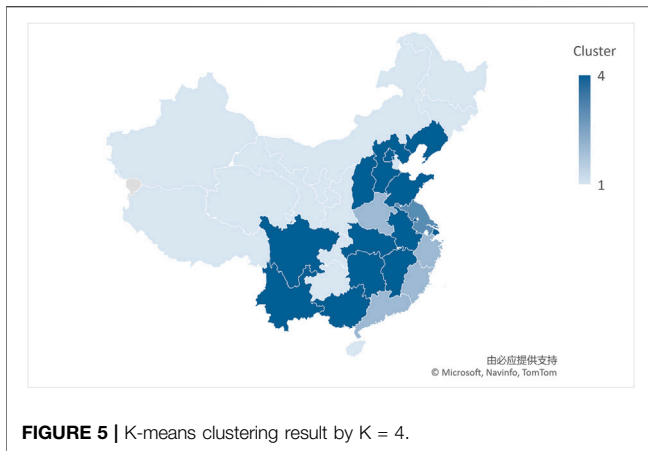 Cluster
4
1
由必应提供支持
© Microsoft, Navinfo, TomTom
FIGURE 5 | K-means clustering result by K = 4.